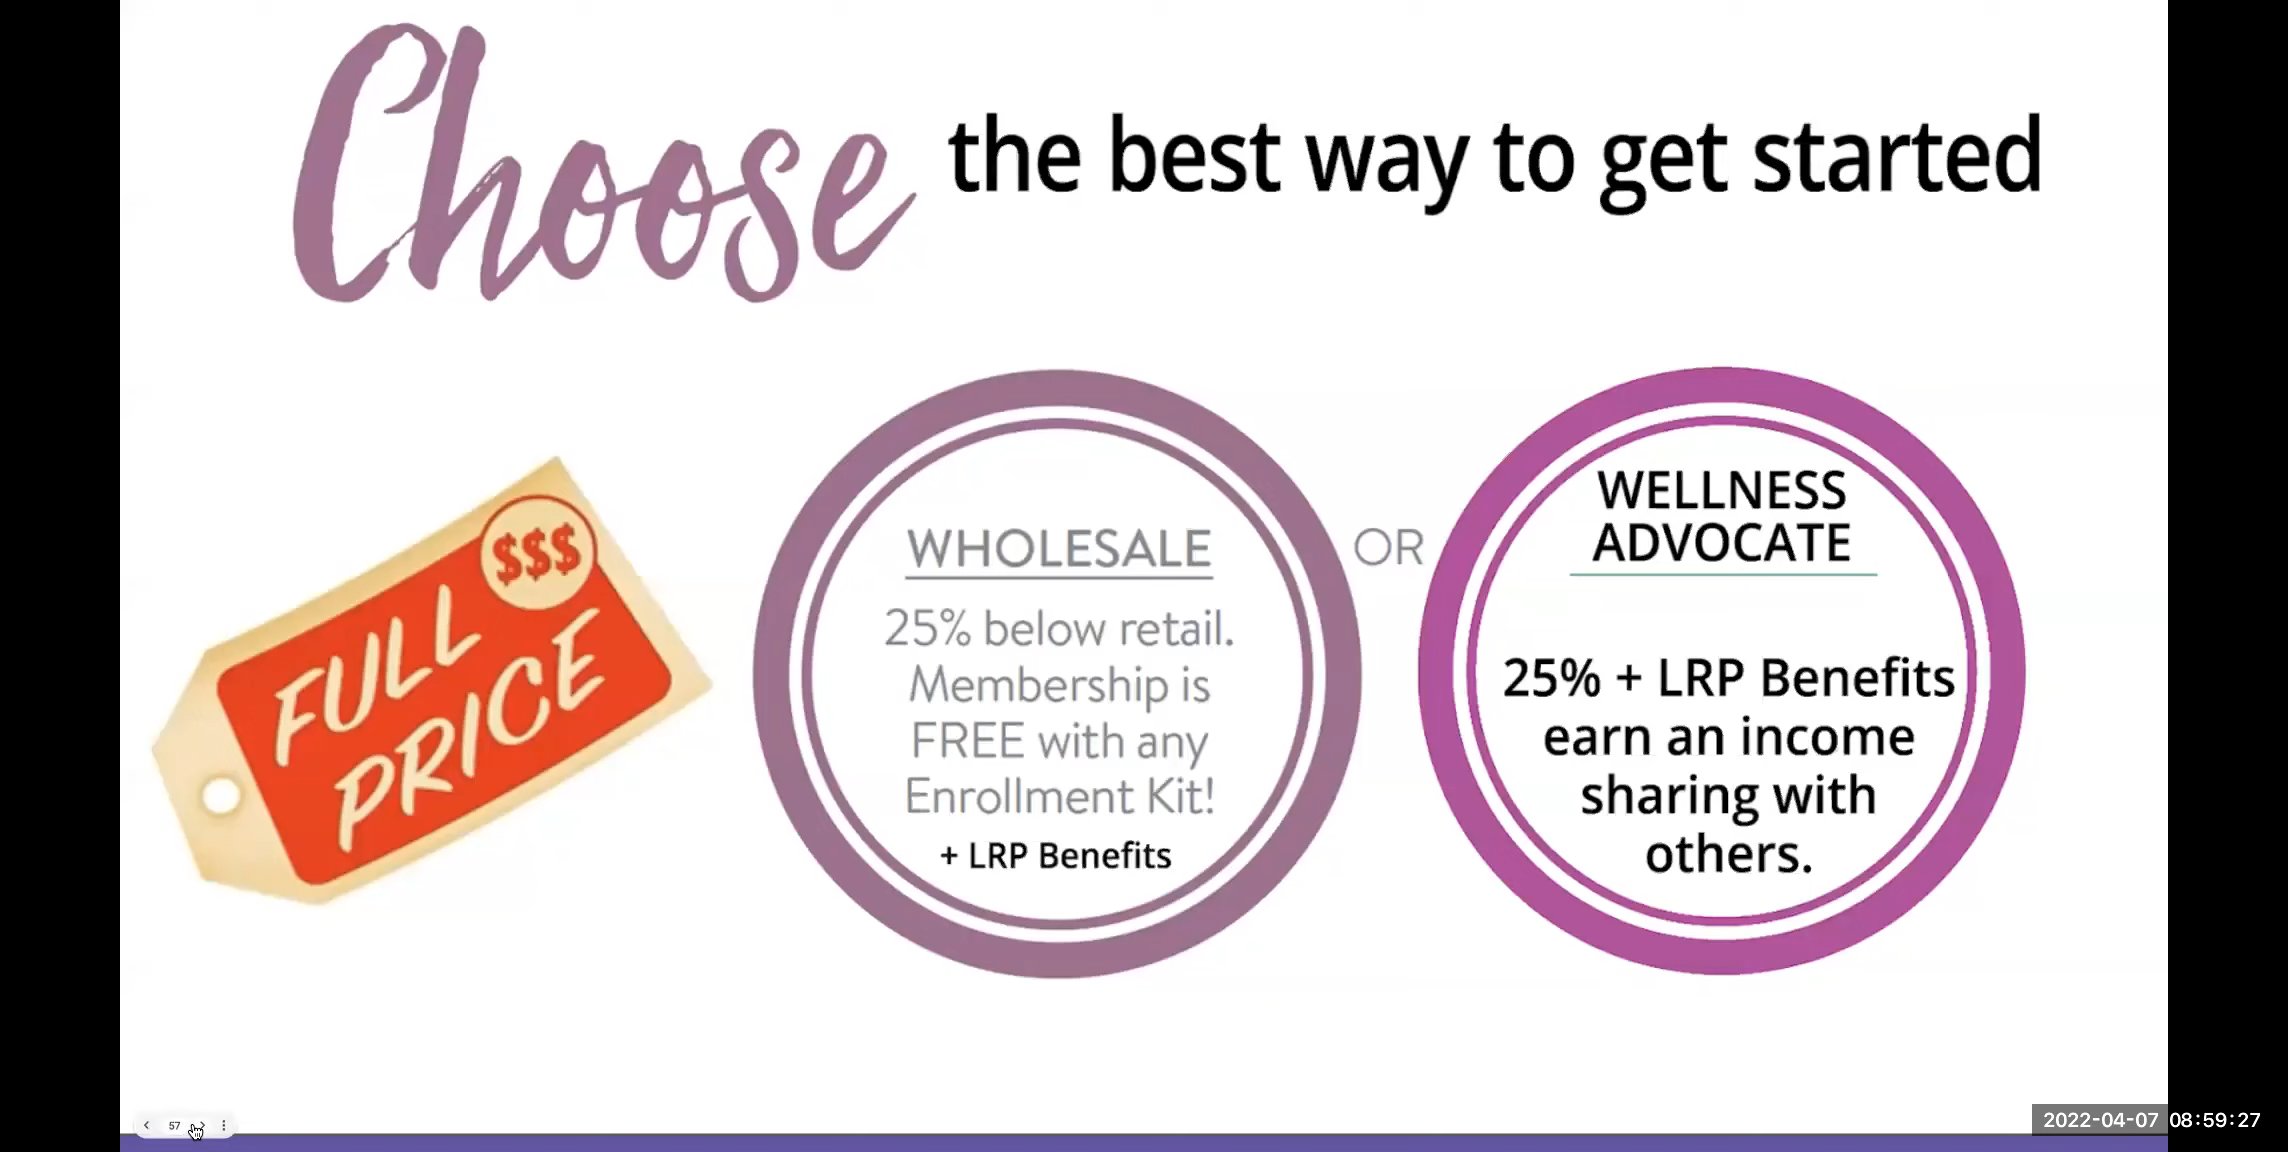 Choose the best way to get started
$$$
FULL
PRICE
WHOLESALE
25% below retail.
Membership is
FREE with any
Enrollment Kit!
+ LRP Benefits
OR
WELLNESS
ADVOCATE
25% + LRP Benefits
earn an income
sharing with
others.
57
2022-04-07 08:59:27